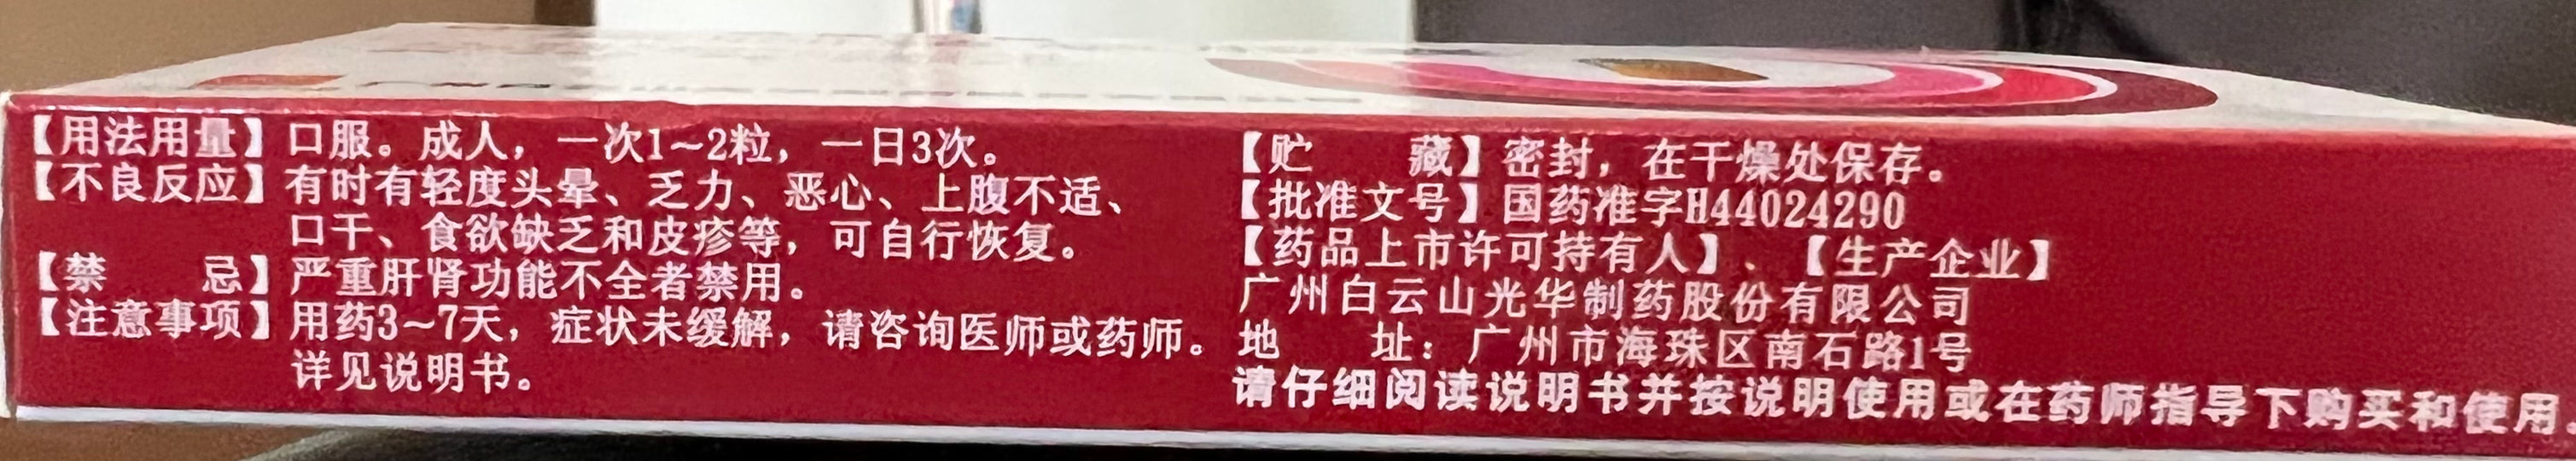 【用法用量】口服。成人，一次1~2粒，一日3次。
【不良反应】有时有轻度头晕、乏力、恶心、上腹不适、
口干、食欲缺乏和皮疹等，可自行恢复。
【禁　　忌】严重肝肾功能不全者禁用。
【注意事项】用药3~7天，症状未缓解，请咨询医师或药师。
详见说明书。
【贮　　藏】密封，在干燥处保存。
【批准文号】国药准字H44024290
【药品上市许可持有人】、【生产企业】
广州白云山光华制药股份有限公司
地　　址：广州市海珠区南石路1号
请仔细阅读说明书并按说明使用或在药师指导下购买和使用。